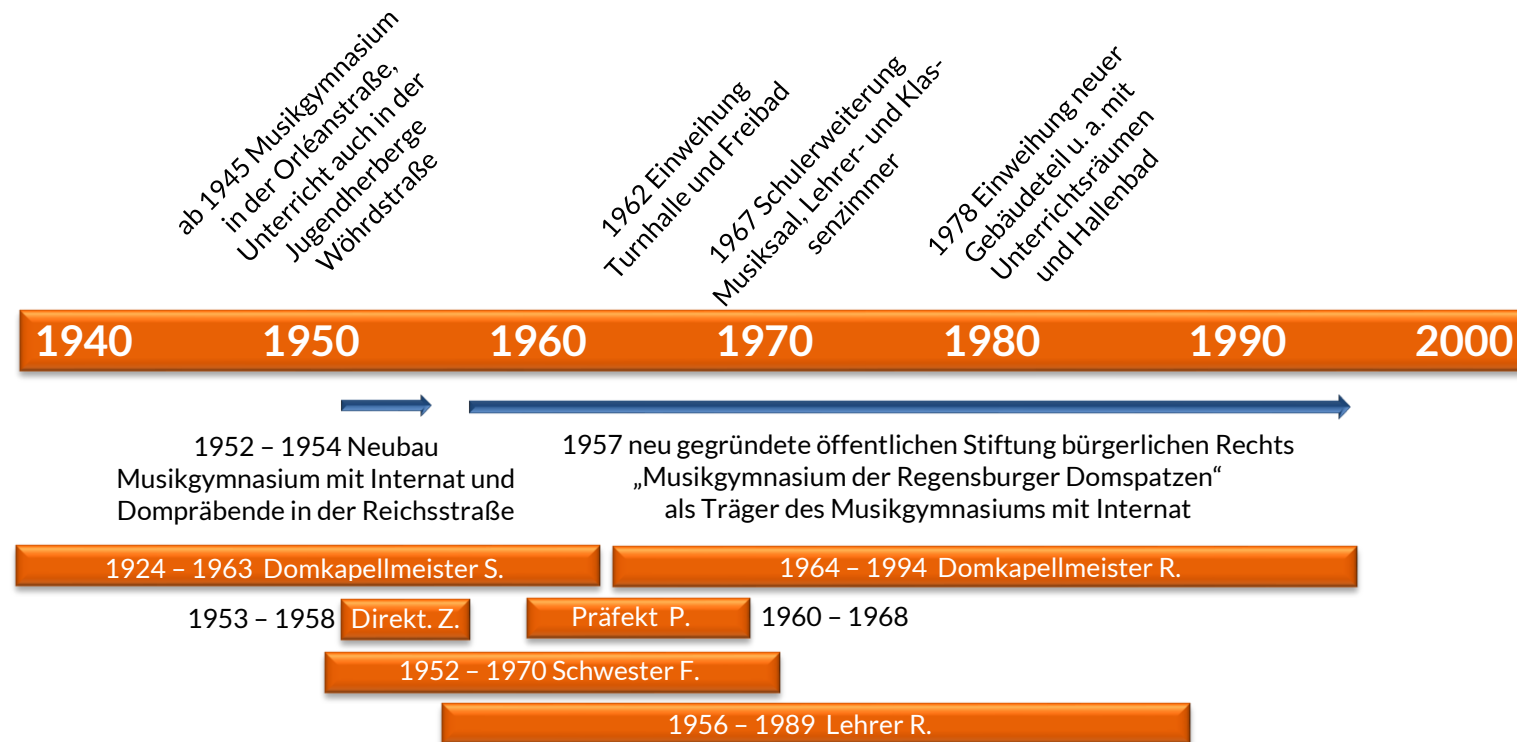 ab 1945 Musikgymnasium
in der Orléanstraße,
Unterricht auch in der
Jugendherberge
Wöhrdstraße
1962 Einweihung
Turnhalle und Freibad
1967 Schulerweiterung
Musiksaal, Lehrer- und Klas-
senzimmer
1978 Einweihung neuer
Gebäudeteil u. a. mit
Unterrichtsräumen
und Hallenbad
1940 1950 1960 1970 1980 1990 2000
1952 – 1954 Neubau
Musikgymnasium mit Internat und
Dompräbende in der Reichsstraße
1957 neu gegründete öffentlichen Stiftung bürgerlichen Rechts
„Musikgymnasium der Regensburger Domspatzen“
als Träger des Musikgymnasiums mit Internat
1924 – 1963 Domkapellmeister S.
1964 – 1994 Domkapellmeister R.
1953 – 1958 Direkt. Z.
Präfekt P. 1960 – 1968
1952 – 1970 Schwester F.
1956 – 1989 Lehrer R.